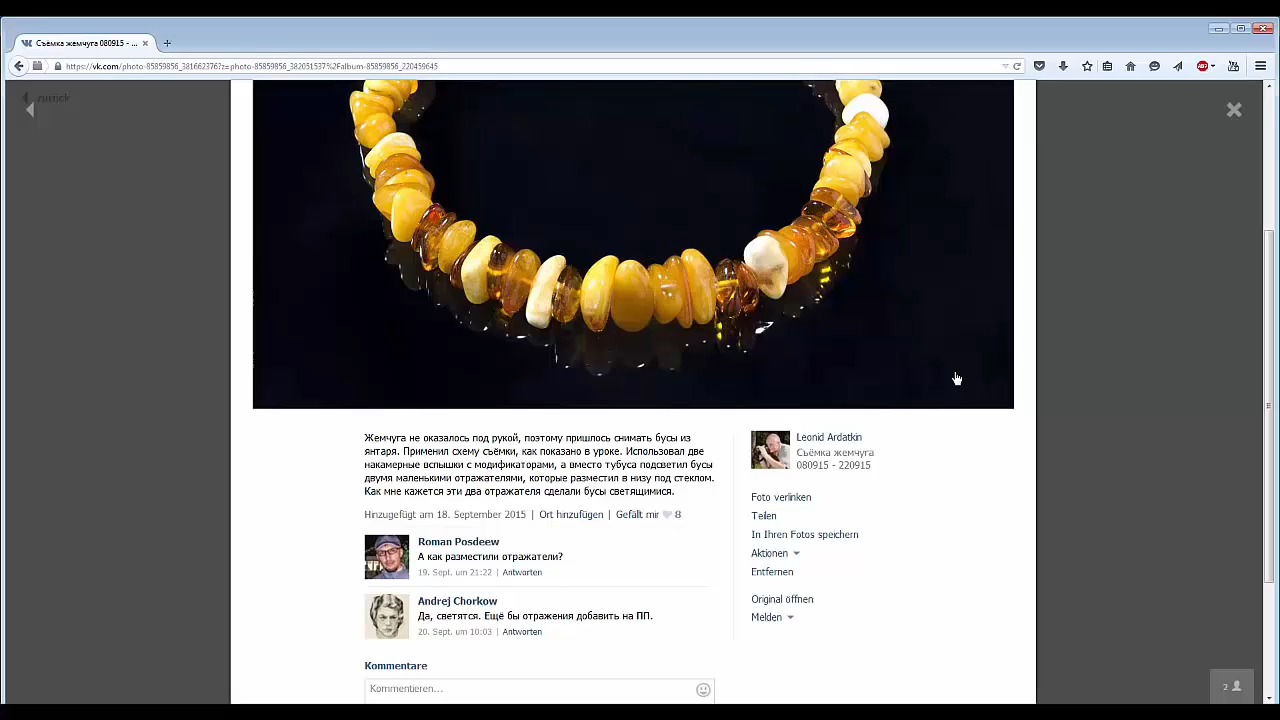 Съёмка жемчуга 080915 - ...
https://vk.com/photo-85859856_381662376?z=photo-85859856_382051537%2Falbum-85859856_220459645
zurück
Жемчуга не оказалось под рукой, поэтому пришлось снимать бусы из
янтаря. Применил схему съёмки, как показано в уроке. Использовал две
накамерные вспышки с модификаторами, а вместо тубуса подсветил бусы
двумя маленькими отражателями, которые разместил в низу под стеклом.
Как мне кажется эти два отражателя сделали бусы светящимися.
Hinzugefügt am 18. September 2015 | Ort hinzufügen | Gefällt mir 8
Roman Posdeew
А как разместили отражатели?
19. Sept. um 21:22 | Antworten
Andrej Chorkow
Да, светятся. Ещё бы отражения добавить на ПП.
20. Sept. um 10:03 | Antworten
Kommentare
Kommentieren...
Leonid Ardatkin
Съёмка жемчуга
080915 - 220915
Foto verlinken
Teilen
In Ihren Fotos speichern
Aktionen
Entfernen
Original öffnen
Melden
2